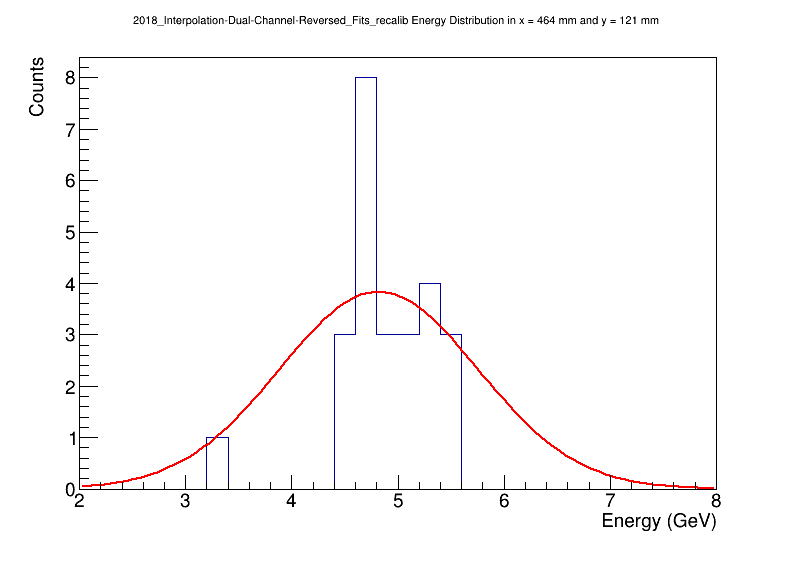 2018_Interpolation-Dual-Channel-Reversed_Fits_recalib Energy Distribution in x = 464 mm and y = 121 mm
Counts
8
7
6
5
4
3
2
1
0
2 3 4 5 6 7 8
Energy (GeV)